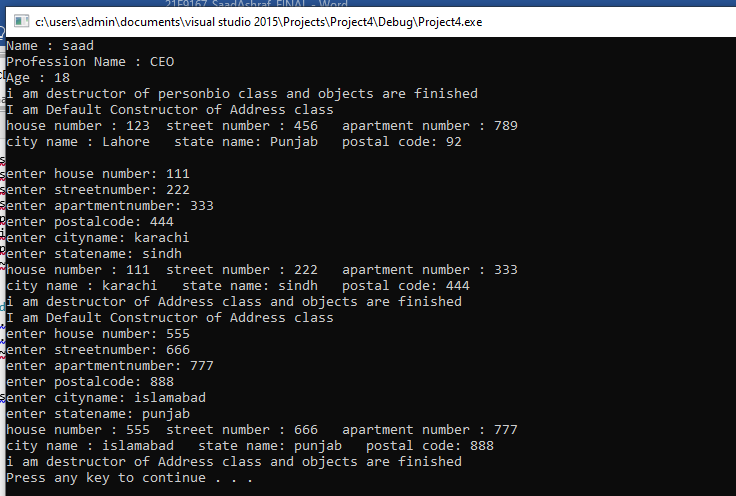 21F9167 SaadAshraf FINAL - Word
c:\users\admin\documents\visual studio 2015\Projects\Project4\Debug\Project4.exe
Name : saad
Profession Name : CEO
Age : 18
i am destructor of personbio class and objects are finished
I am Default Constructor of Address class
house number : 123  street number : 456   apartment number : 789
city name : Lahore   state name: Punjab   postal code: 92
enter house number: 111
enter streetnumber: 222
enter apartmentnumber: 333
enter postalcode: 444
enter cityname: karachi
enter statename: sindh
house number : 111  street number : 222   apartment number : 333
city name : karachi   state name: sindh   postal code: 444
i am destructor of Address class and objects are finished
I am Default Constructor of Address class
enter house number: 555
enter streetnumber: 666
enter apartmentnumber: 777
enter postalcode: 888
enter cityname: islamabad
enter statename: punjab
house number : 555  street number : 666   apartment number : 777
city name : islamabad   state name: punjab   postal code: 888
i am destructor of Address class and objects are finished
Press any key to continue . . .